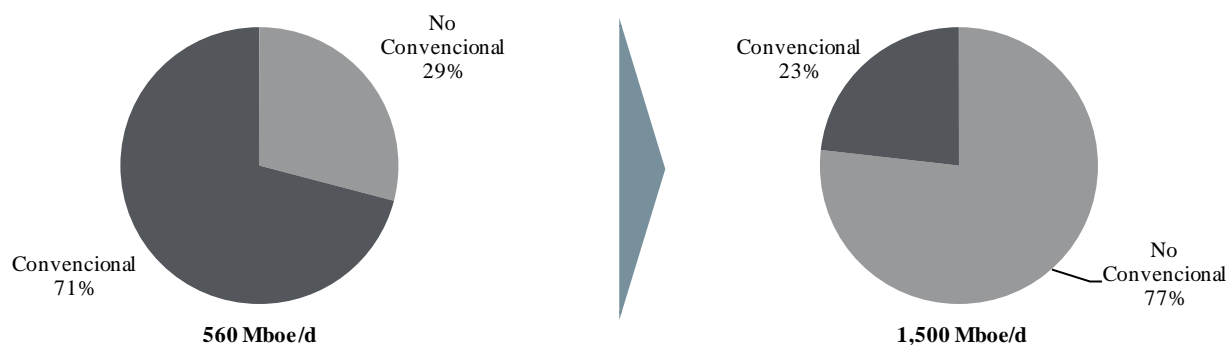 No
Convencional
29%
Convencional
71%
560 Mboe/d
Convencional
23%
No
Convencional
77%
1,500 Mboe/d